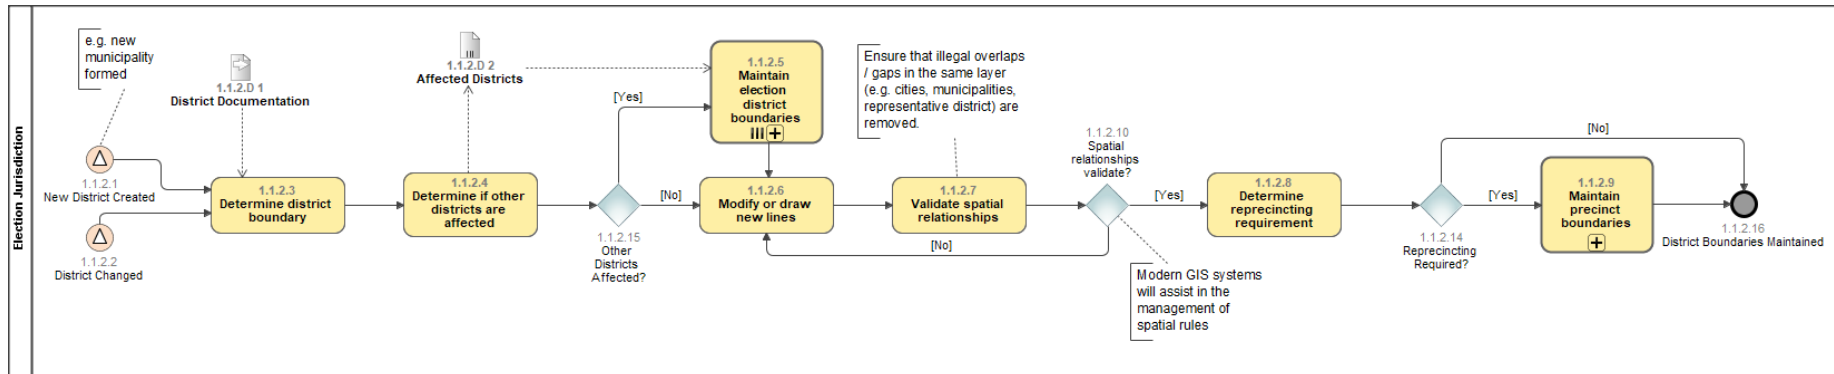 Election Jurisdiction
e.g. new
municipality
formed
1.1.2.D 1
District Documentation
1.1.2.1
New District Created
1.1.2.2
District Changed
1.1.2.3
Determine district
boundary
1.1.2.D 2
Affected Districts
1.1.2.4
Determine if other
districts are
affected
[Yes]
[No]
1.1.2.15
Other
Districts
Affected?
1.1.2.5
Maintain
election
district
boundaries
1.1.2.6
Modify or draw
new lines
Ensure that illegal overlaps
/ gaps in the same layer
(e.g. cities, municipalities,
representative district) are
removed.
1.1.2.7
Validate spatial
relationships
1.1.2.10
Spatial
relationships
validate?
[Yes]
[No]
Modern GIS systems
will assist in the
management of
spatial rules
1.1.2.8
Determine
reprecincting
requirement
[No]
[Yes]
1.1.2.14
Reprecincting
Required?
1.1.2.9
Maintain
precinct
boundaries
1.1.2.16
District Boundaries Maintained